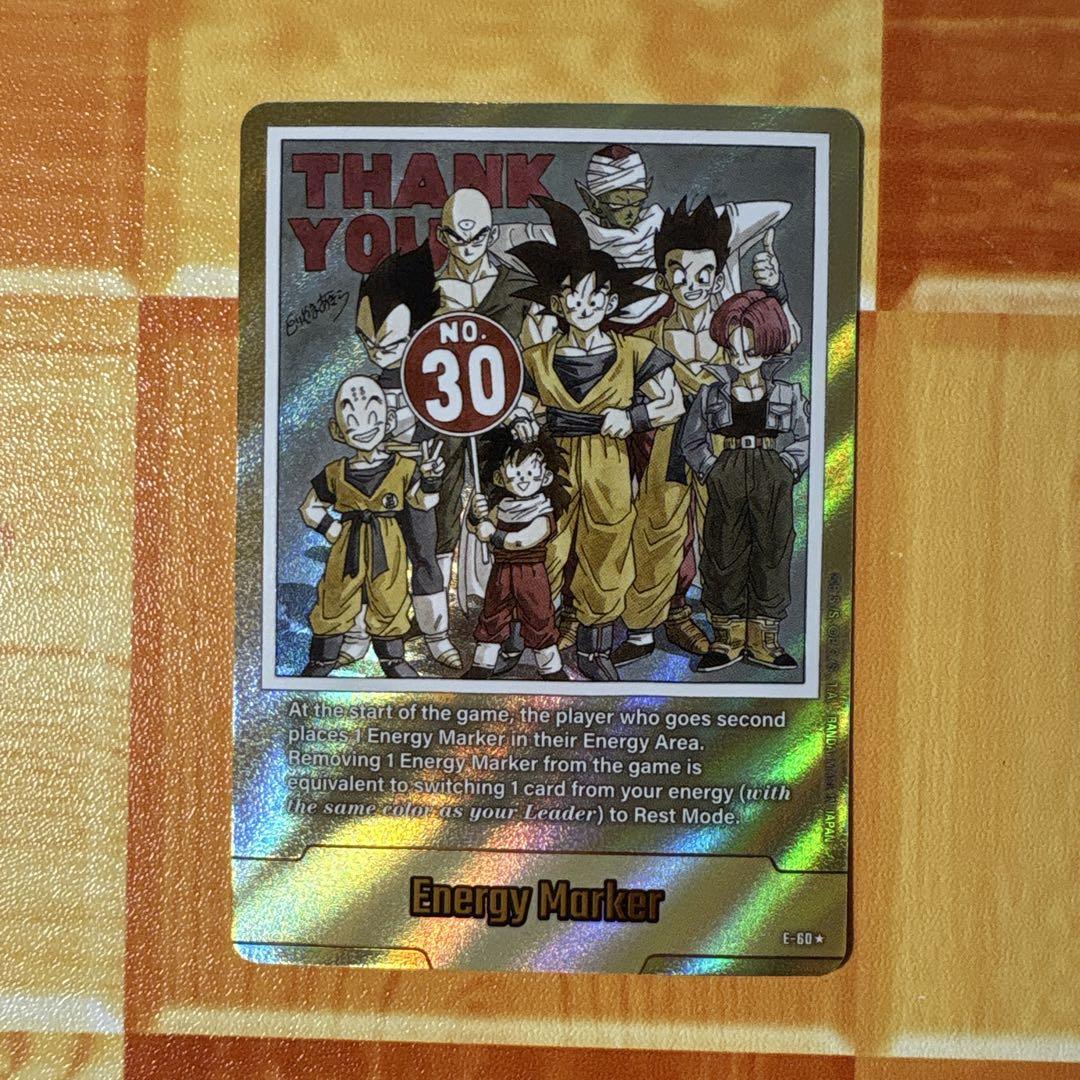 THANK
YOU
NO.
30
At the start of the game, the player who goes second
places 1 Energy Marker in their Energy Area.
Removing 1 Energy Marker from the game is
equivalent to switching 1 card from your energy (with
the same color as your Leader) to Rest Mode.
Energy Marker
E-60★